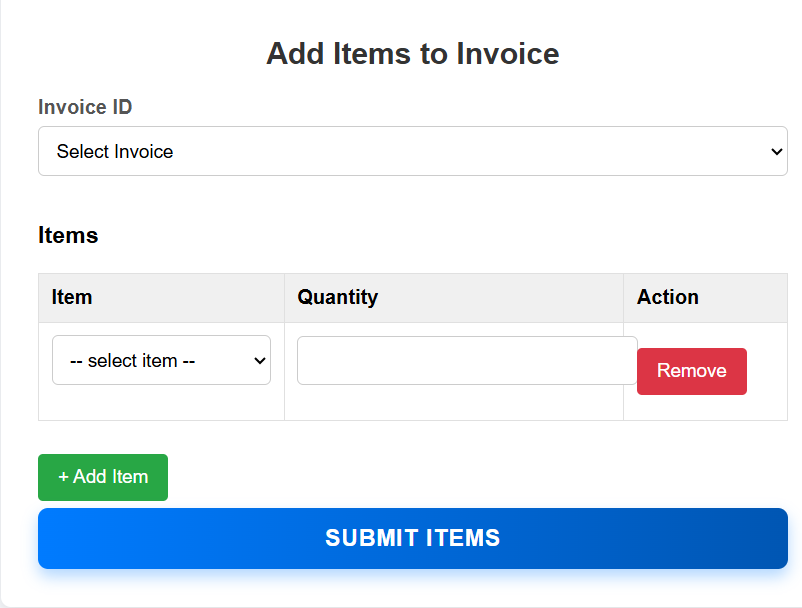 Add Items to Invoice
Invoice ID
Select Invoice
Items
Item Quantity Action
-- select item -- Remove
+ Add Item
SUBMIT ITEMS